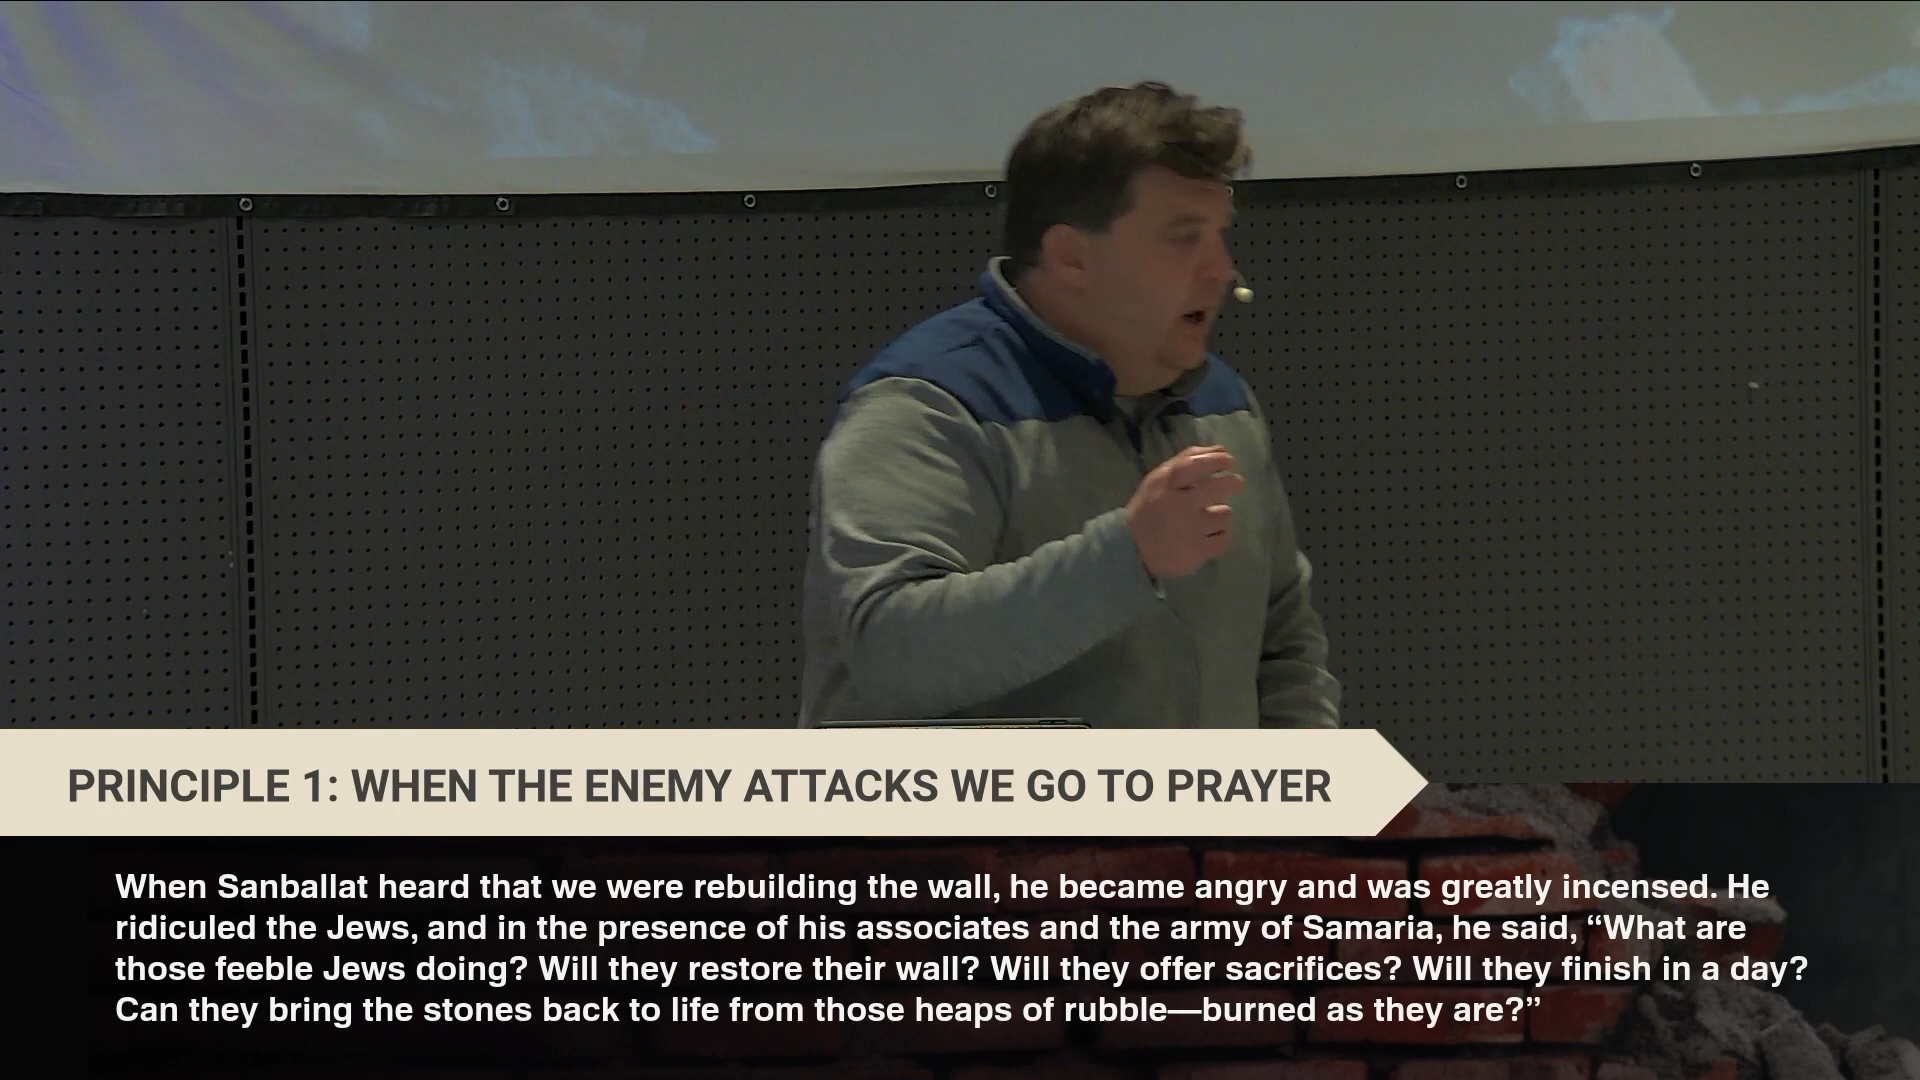 PRINCIPLE 1: WHEN THE ENEMY ATTACKS WE GO TO PRAYER
When Sanballat heard that we were rebuilding the wall, he became angry and was greatly incensed. He
ridiculed the Jews, and in the presence of his associates and the army of Samaria, he said, “What are
those feeble Jews doing? Will they restore their wall? Will they offer sacrifices? Will they finish in a day?
Can they bring the stones back to life from those heaps of rubble—burned as they are?”